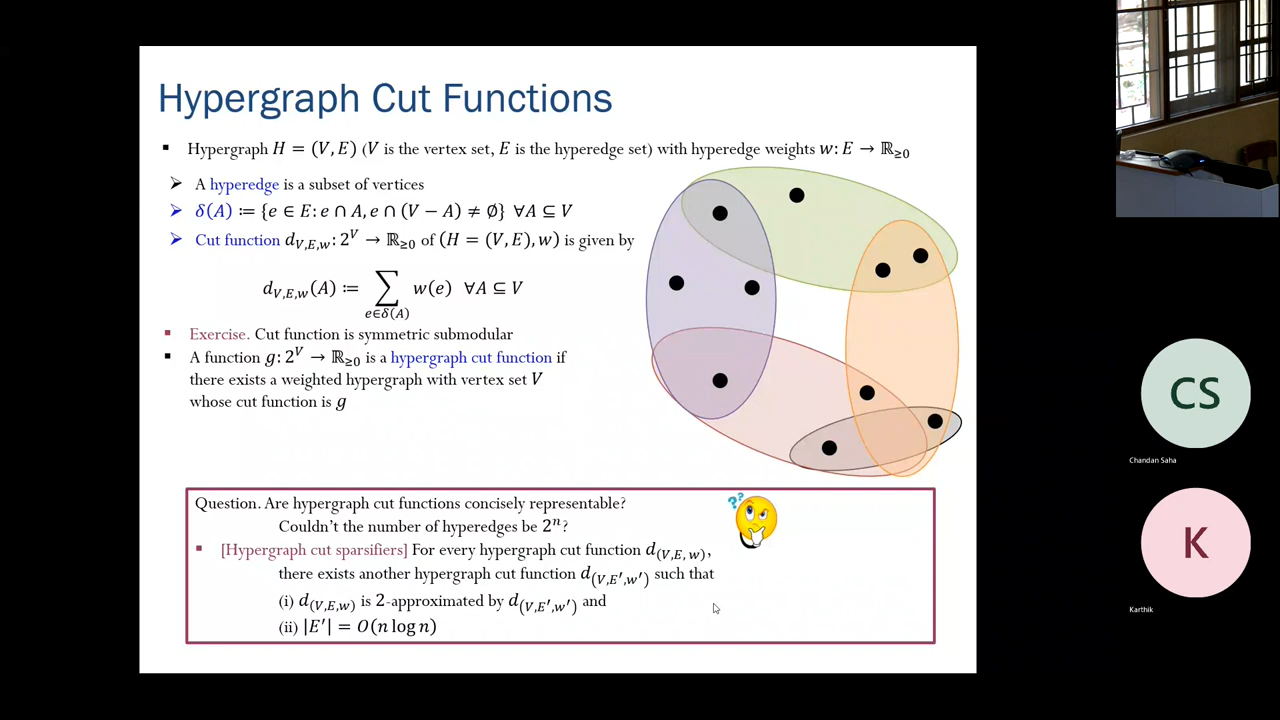 Hypergraph Cut Functions
▪ Hypergraph H = (V, E) (V is the vertex set, E is the hyperedge set) with hyperedge weights w: E → ℝ≥0
➢ A hyperedge is a subset of vertices
➢ δ(A) ≔ {e ∈ E: e ∩ A, e ∩ (V − A) ≠ ∅} ∀A ⊆ V
➢ Cut function d_{V,E,w}: 2^V → ℝ≥0 of (H = (V, E), w) is given by
d_{V,E,w}(A) ≔ ∑_{e∈δ(A)} w(e) ∀A ⊆ V
▪ Exercise. Cut function is symmetric submodular
▪ A function g: 2^V → ℝ≥0 is a hypergraph cut function if
there exists a weighted hypergraph with vertex set V
whose cut function is g
Question. Are hypergraph cut functions concisely representable?
Couldn't the number of hyperedges be 2^n?
▪ [Hypergraph cut sparsifiers] For every hypergraph cut function d_{(V,E,w)},
there exists another hypergraph cut function d_{(V,E′,w′)} such that
(i) d_{(V,E,w)} is 2-approximated by d_{(V,E′,w′)} and
(ii) |E′| = O(n log n)
??
CS
Chandan Saha
K
Karthik